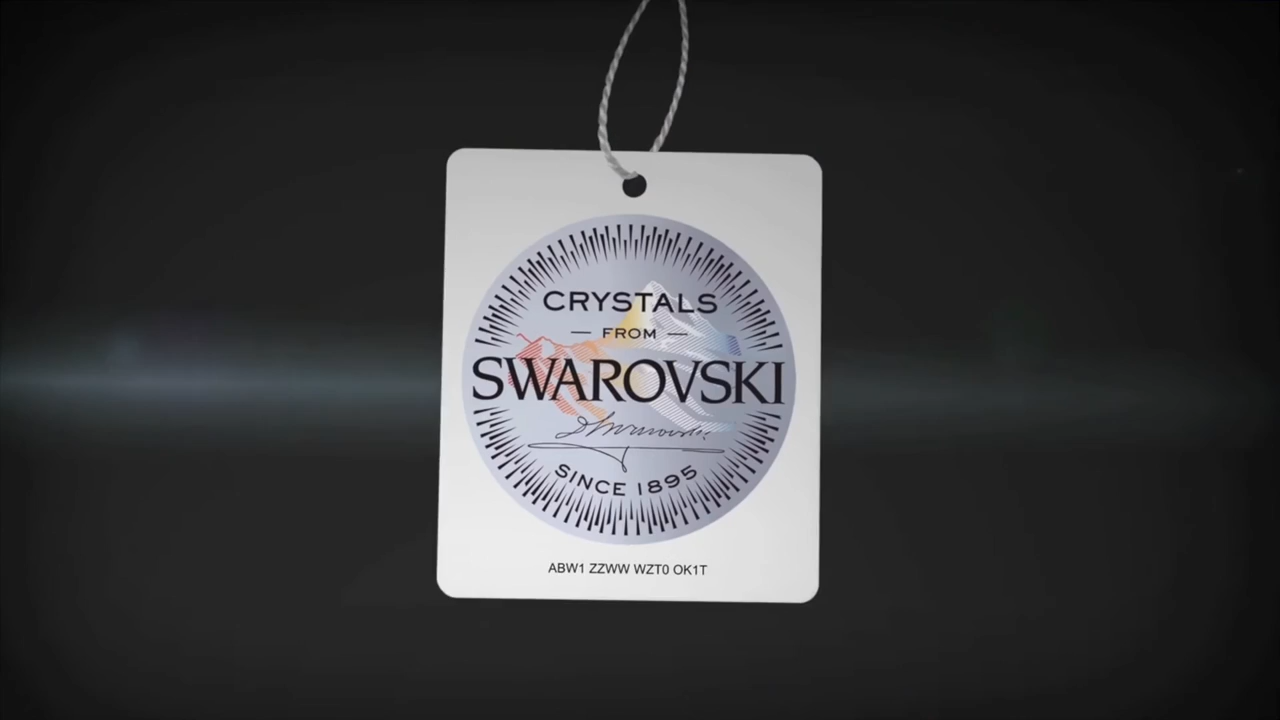 CRYSTALS
— FROM —
SWAROVSKI
SINCE 1895
ABW1 ZZWW WZT0 OK1T